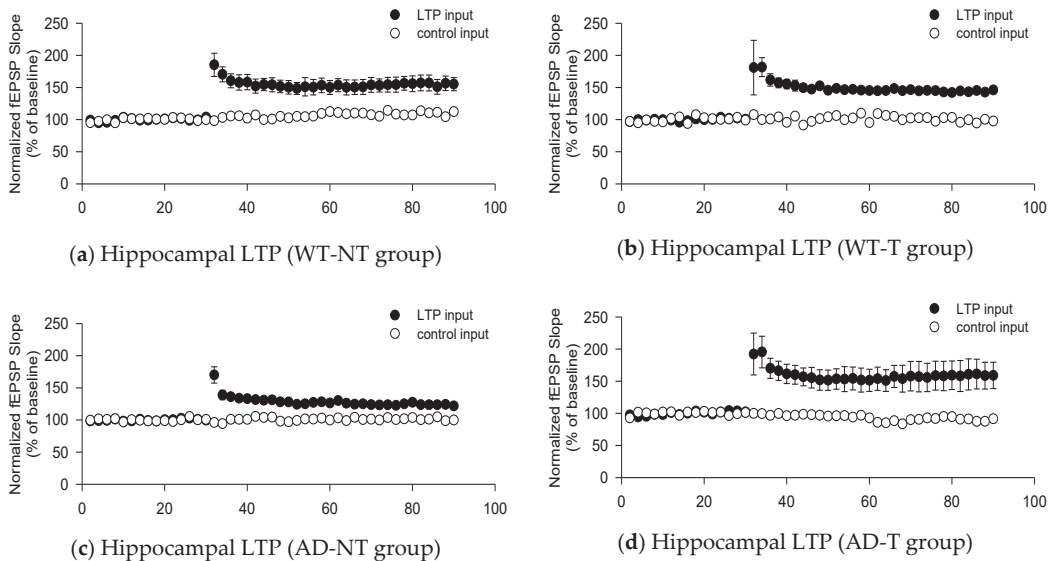 Normalized fEPSP Slope
(% of baseline)
250
200
150
100
50
0
0 20 40 60 80 100
LTP input
control input
(a) Hippocampal LTP (WT-NT group)
Normalized fEPSP Slope
(% of baseline)
250
200
150
100
50
0
0 20 40 60 80 100
LTP input
control input
(b) Hippocampal LTP (WT-T group)
Normalized fEPSP Slope
(% of baseline)
250
200
150
100
50
0
0 20 40 60 80 100
LTP input
control input
(c) Hippocampal LTP (AD-NT group)
Normalized fEPSP Slope
(% of baseline)
250
200
150
100
50
0
0 20 40 60 80 100
LTP input
control input
(d) Hippocampal LTP (AD-T group)